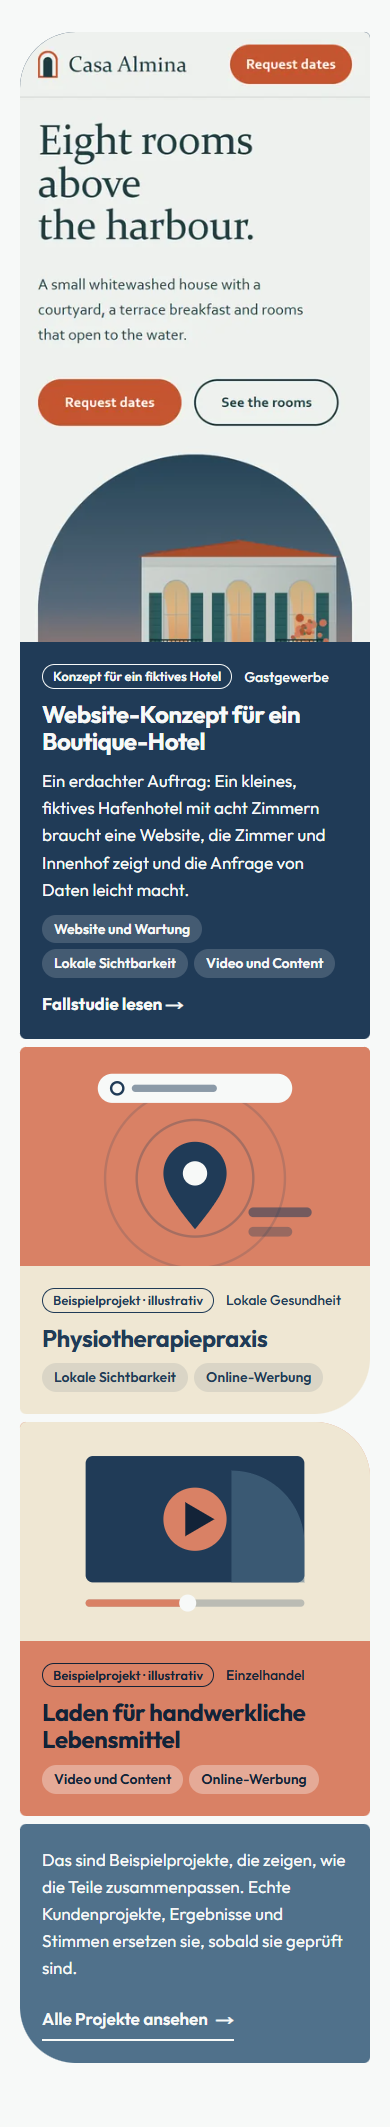 Casa Almina
Request dates
Eight rooms
above
the harbour.
A small whitewashed house with a
courtyard, a terrace breakfast and rooms
that open to the water.
Request dates
See the rooms
Konzept für ein fiktives Hotel
Gastgewerbe
Website-Konzept für ein
Boutique-Hotel
Ein erdachter Auftrag: Ein kleines,
fiktives Hafenhotel mit acht Zimmern
braucht eine Website, die Zimmer und
Innenhof zeigt und die Anfrage von
Daten leicht macht.
Website und Wartung
Lokale Sichtbarkeit
Video und Content
Fallstudie lesen →
Beispielprojekt · illustrativ
Lokale Gesundheit
Physiotherapiepraxis
Lokale Sichtbarkeit
Online-Werbung
Beispielprojekt · illustrativ
Einzelhandel
Laden für handwerkliche
Lebensmittel
Video und Content
Online-Werbung
Das sind Beispielprojekte, die zeigen, wie
die Teile zusammenpassen. Echte
Kundenprojekte, Ergebnisse und
Stimmen ersetzen sie, sobald sie geprüft
sind.
Alle Projekte ansehen →